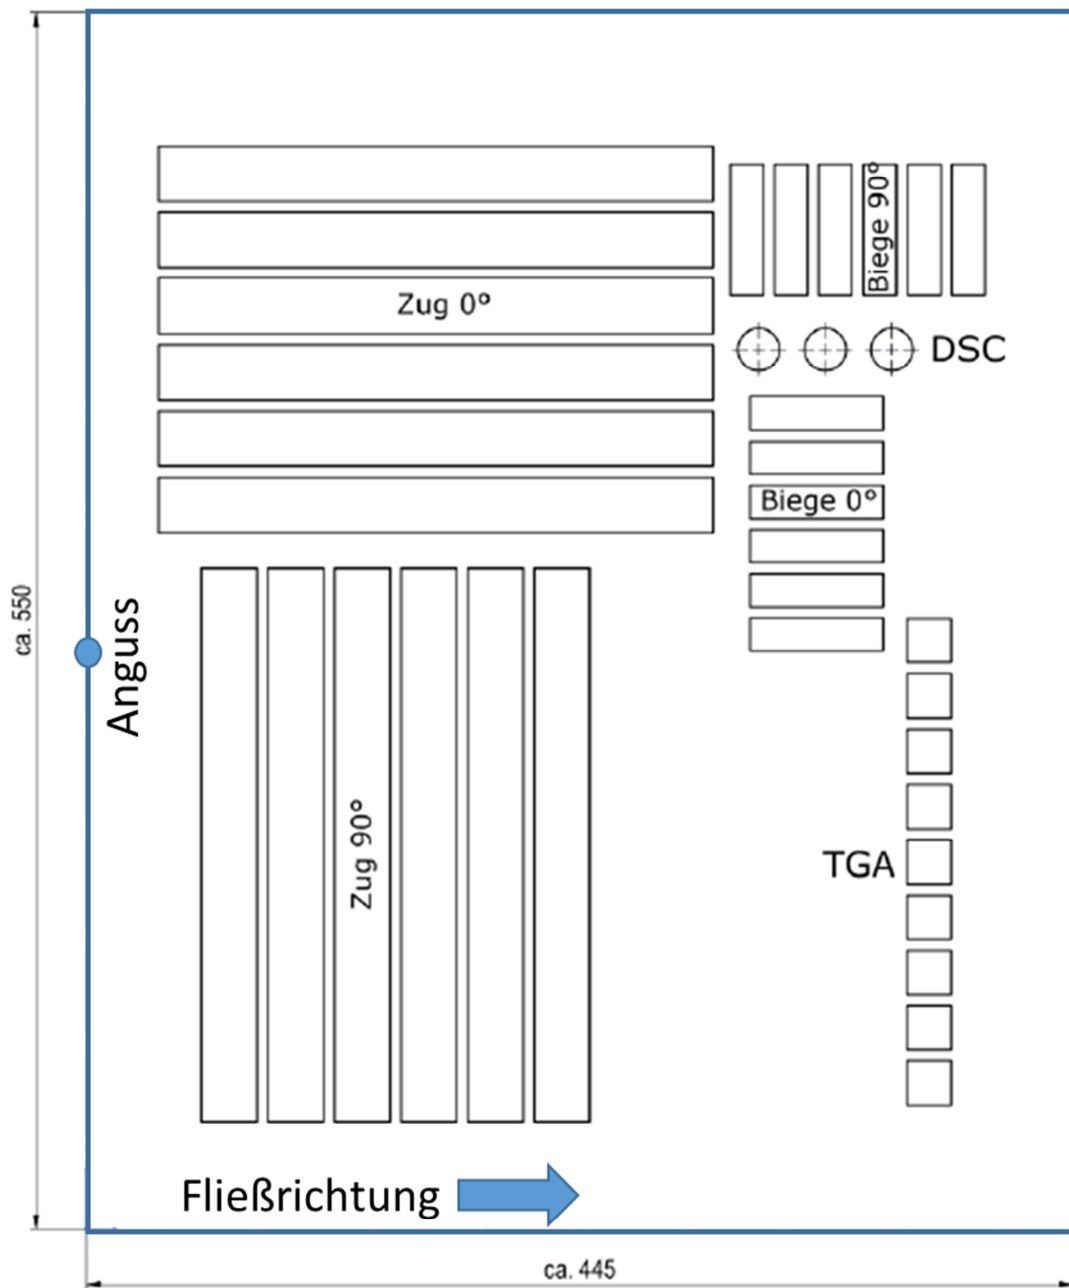 Zug 0°
Biege 90°
DSC
Biege 0°
ca. 550
Anguss
Zug 90°
TGA
Fließrichtung
ca. 445